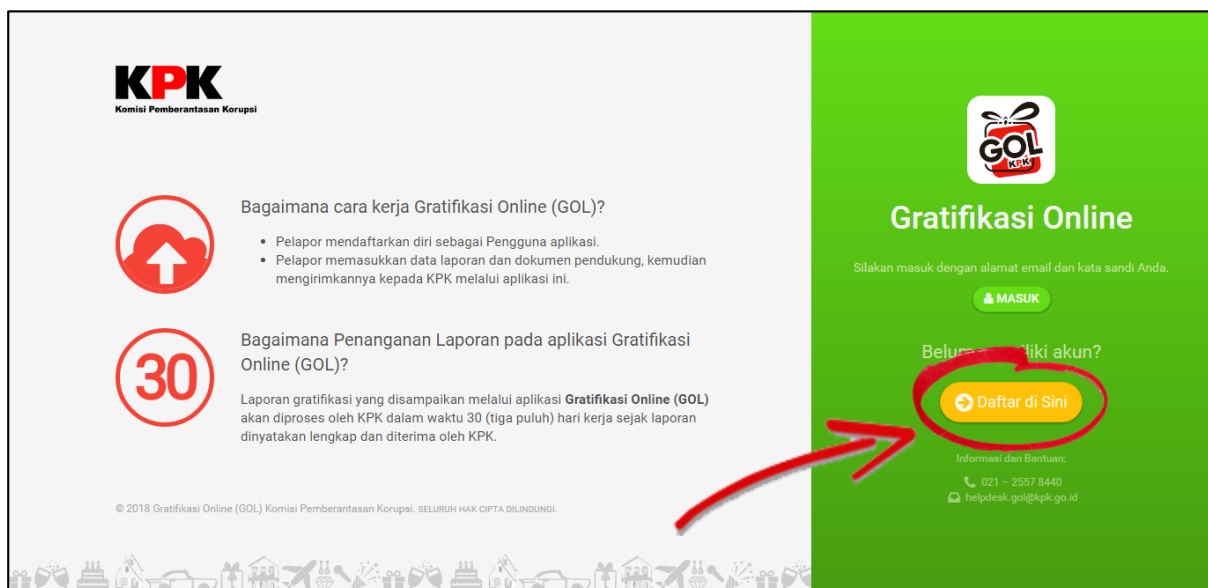 KPK
Komisi Pemberantasan Korupsi
Bagaimana cara kerja Gratifikasi Online (GOL)?
Pelapor mendaftarkan diri sebagai Pengguna aplikasi.
Pelapor memasukkan data laporan dan dokumen pendukung, kemudian
mengirimkannya kepada KPK melalui aplikasi ini.
30
Bagaimana Penanganan Laporan pada aplikasi Gratifikasi
Online (GOL)?
Laporan gratifikasi yang disampaikan melalui aplikasi Gratifikasi Online (GOL)
akan diproses oleh KPK dalam waktu 30 (tiga puluh) hari kerja sejak laporan
dinyatakan lengkap dan diterima oleh KPK.
© 2018 Gratifikasi Online (GOL) Komisi Pemberantasan Korupsi. SELURUH HAK CIPTA DILINDUNGI.
GOL
KPK
Gratifikasi Online
Silakan masuk dengan alamat email dan kata sandi Anda.
MASUK
akun?
Daftar di Sini
Informasi dan Bantuan:
021 – 2557 8440
helpdesk.gol@kpk.go.id